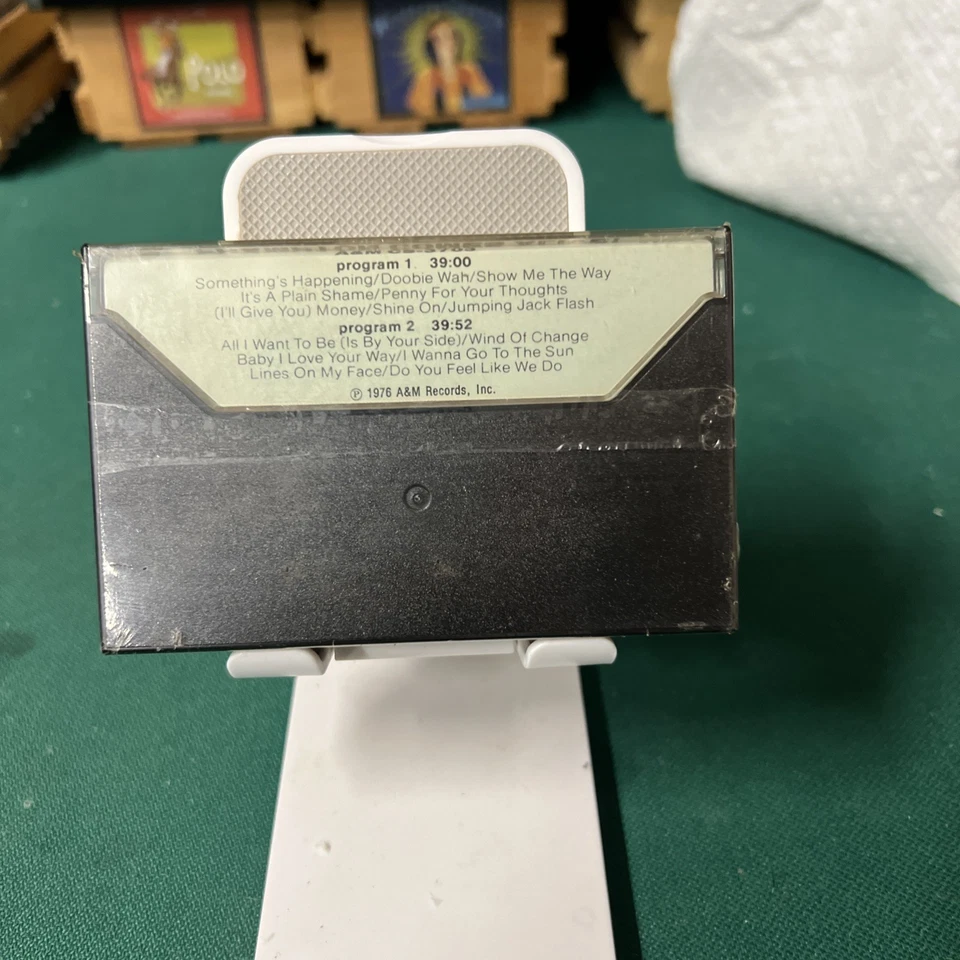 Polo
program 1 39:00
Something's Happening/Doobie Wah/Show Me The Way
It's A Plain Shame/Penny For Your Thoughts
(I'll Give You) Money/Shine On/Jumping Jack Flash
program 2 39:52
All I Want To Be (Is By Your Side)/Wind Of Change
Baby I Love Your Way/I Wanna Go To The Sun
Lines On My Face/Do You Feel Like We Do
℗ 1976 A&M Records, Inc.